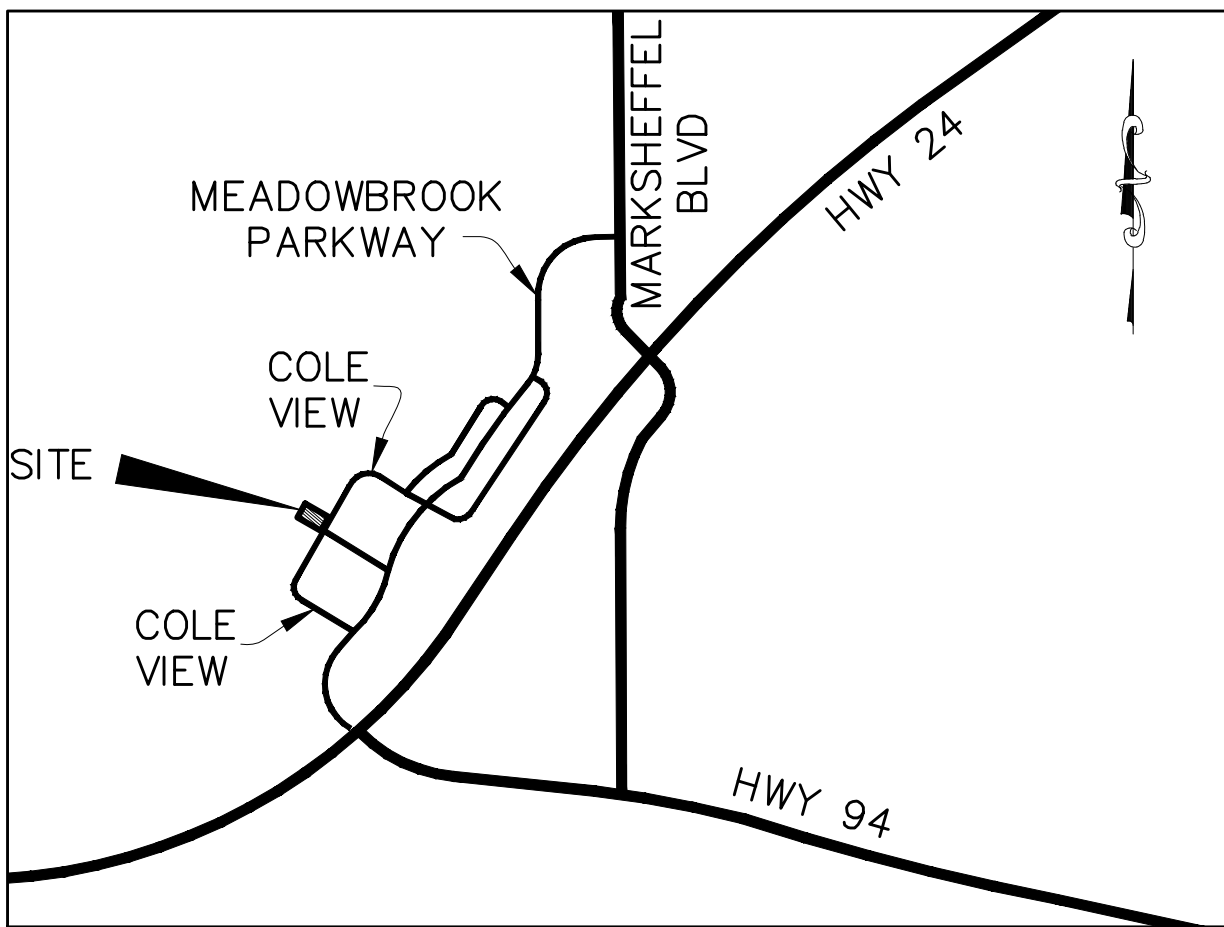 MARKSHEFFEL
BLVD
HWY 24
MEADOWBROOK
PARKWAY
COLE
VIEW
SITE
COLE
VIEW
HWY 94